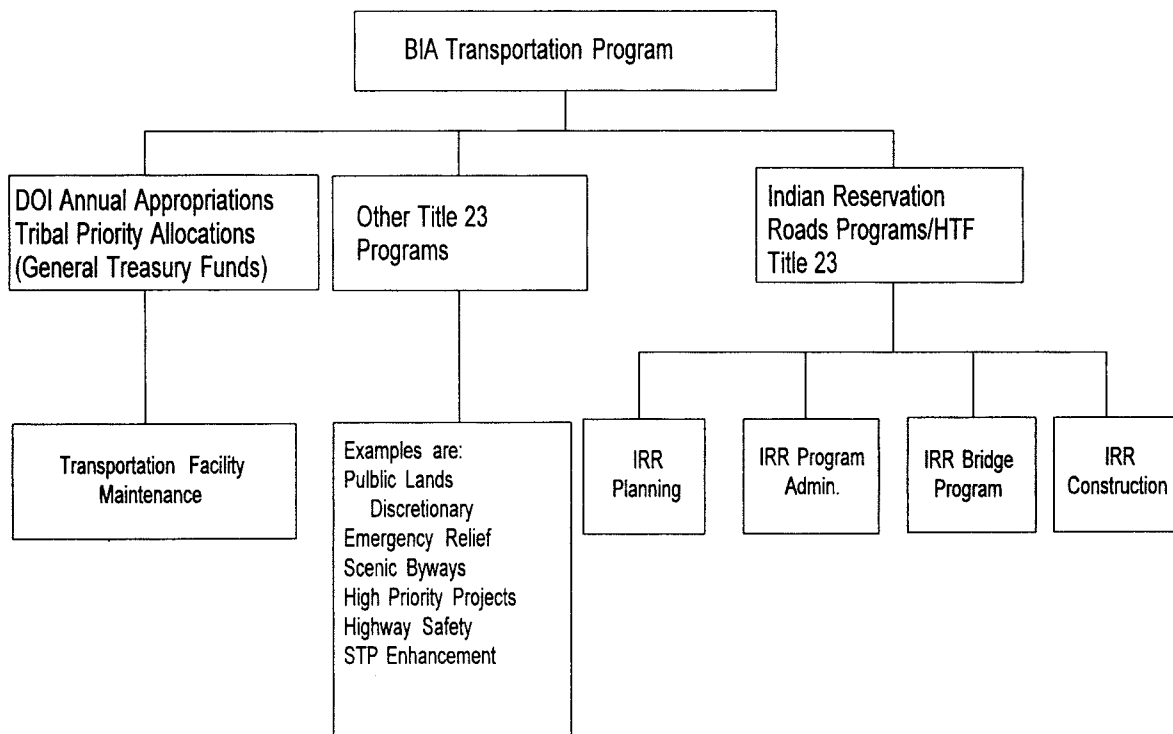 BIA Transportation Program
DOI Annual Appropriations
Tribal Priority Allocations
(General Treasury Funds)
Other Title 23
Programs
Indian Reservation
Roads Programs/HTF
Title 23
Transportation Facility
Maintenance
Examples are:
Pulblic Lands
Discretionary
Emergency Relief
Scenic Byways
High Priority Projects
Highway Safety
STP Enhancement
IRR
Planning
IRR Program
Admin.
IRR Bridge
Program
IRR
Construction